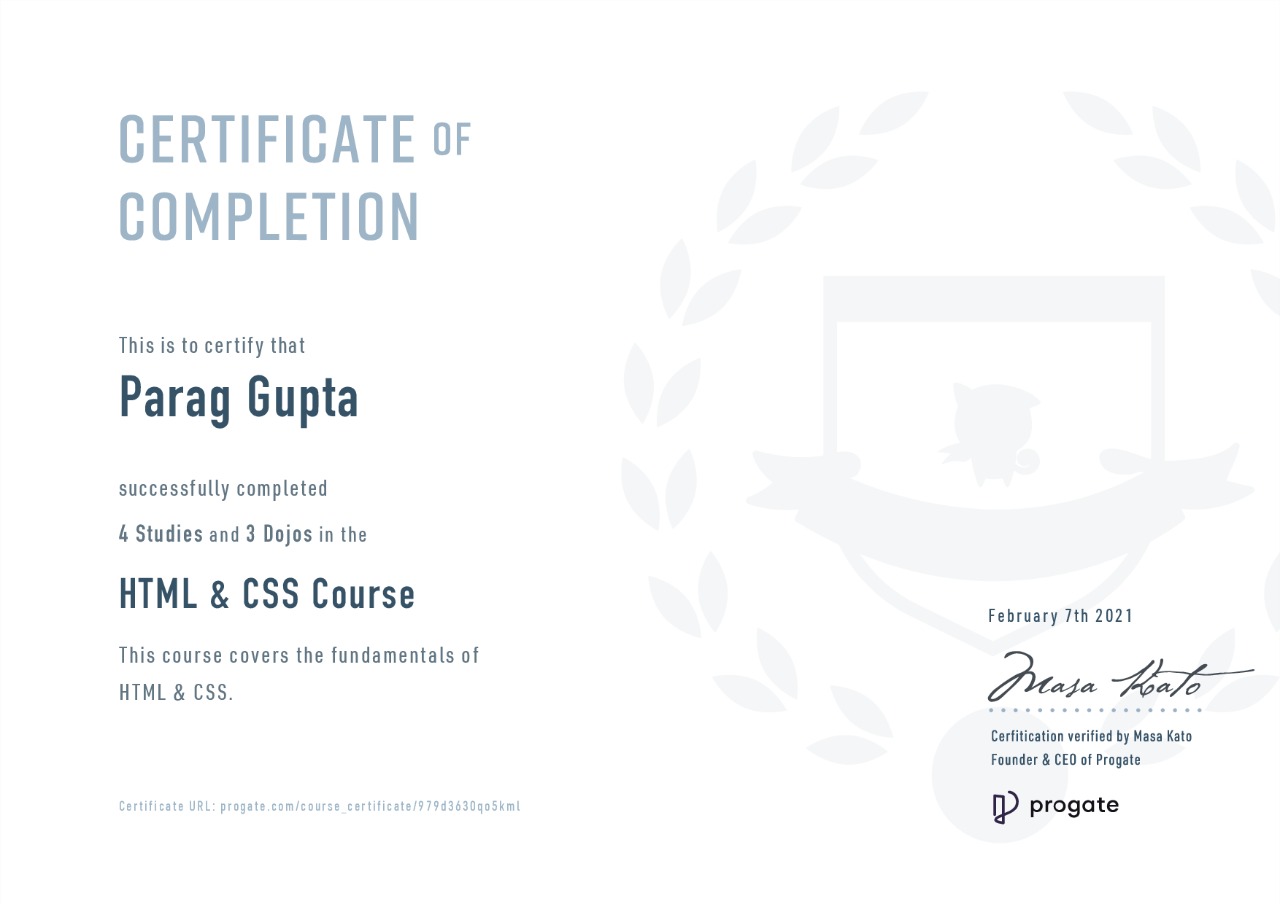 CERTIFICATE OF
COMPLETION
This is to certify that
Parag Gupta
successfully completed
4 Studies and 3 Dojos in the
HTML & CSS Course
This course covers the fundamentals of
HTML & CSS.
Certificate URL: progate.com/course_certificate/979d3630qo5kml
February 7th 2021
Masa Kato
Cerfitication verified by Masa Kato
Founder & CEO of Progate
progate